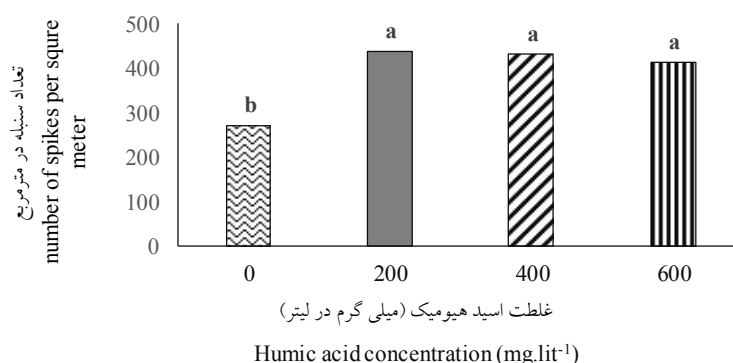 500
400
300
200
100
0
تعداد سنبله در مترمربع
number of spikes per squre
meter
b
a
a
a
0 200 400 600
غلطت اسید هیومیک (میلی گرم در لیتر)
Humic acid concentration (mg.lit⁻¹)